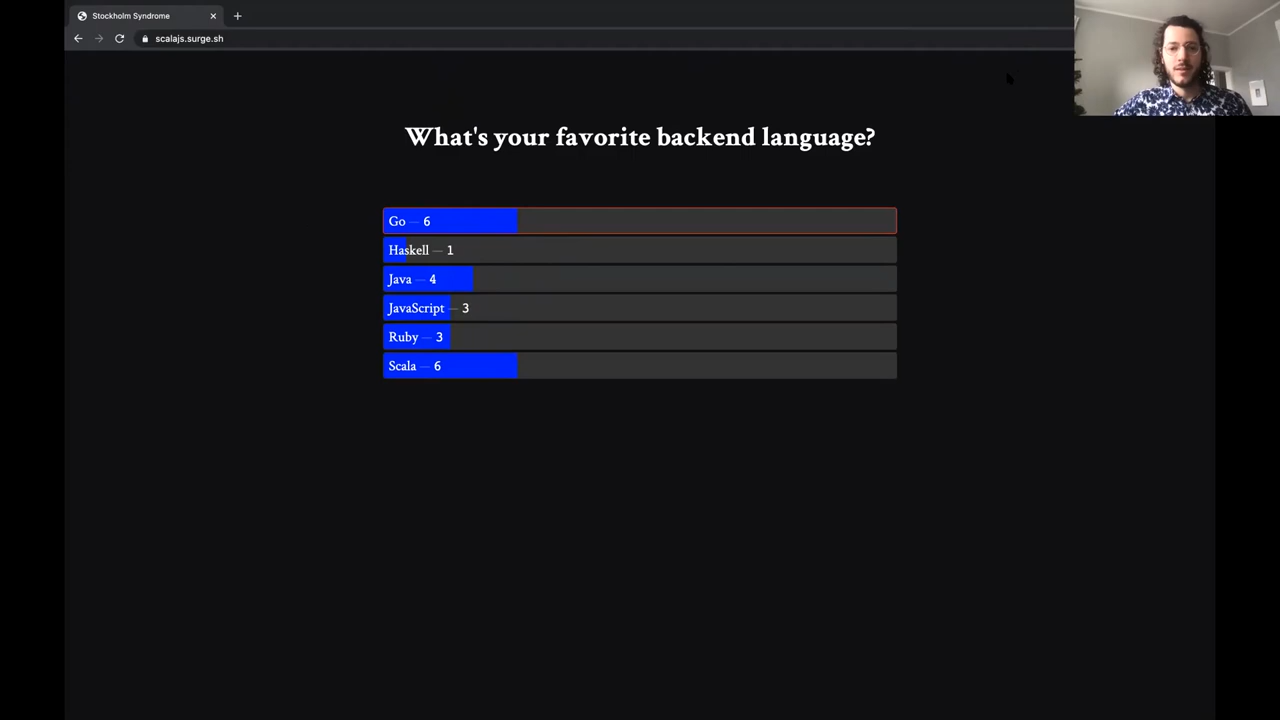 Stockholm Syndrome
scalajs.surge.sh
What's your favorite backend language?
Go — 6
Haskell — 1
Java — 4
JavaScript — 3
Ruby — 3
Scala — 6